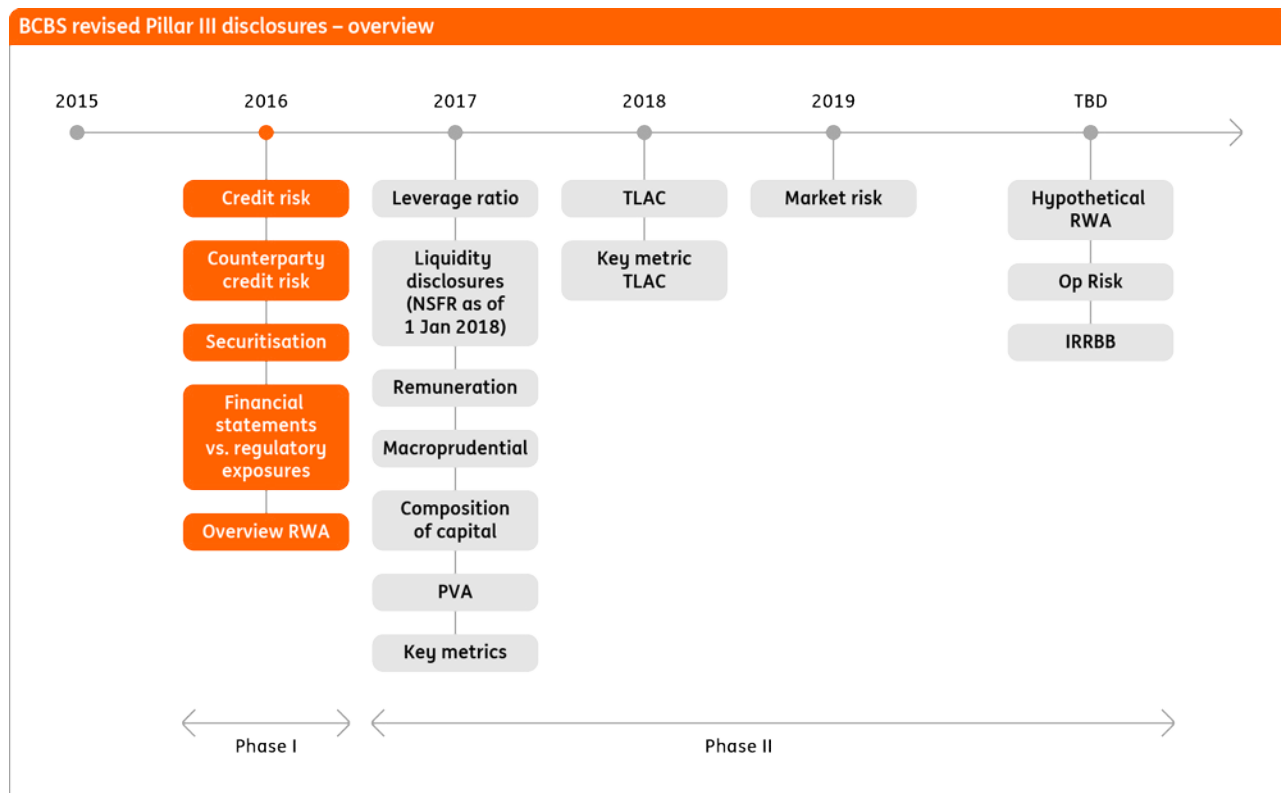 BCBS revised Pillar III disclosures – overview
2015
2016
2017
2018
2019
TBD
Credit risk
Counterparty
credit risk
Securitisation
Financial
statements
vs. regulatory
exposures
Overview RWA
Leverage ratio
Liquidity
disclosures
(NSFR as of
1 Jan 2018)
Remuneration
Macroprudential
Composition
of capital
PVA
Key metrics
TLAC
Key metric
TLAC
Market risk
Hypothetical
RWA
Op Risk
IRRBB
Phase I
Phase II